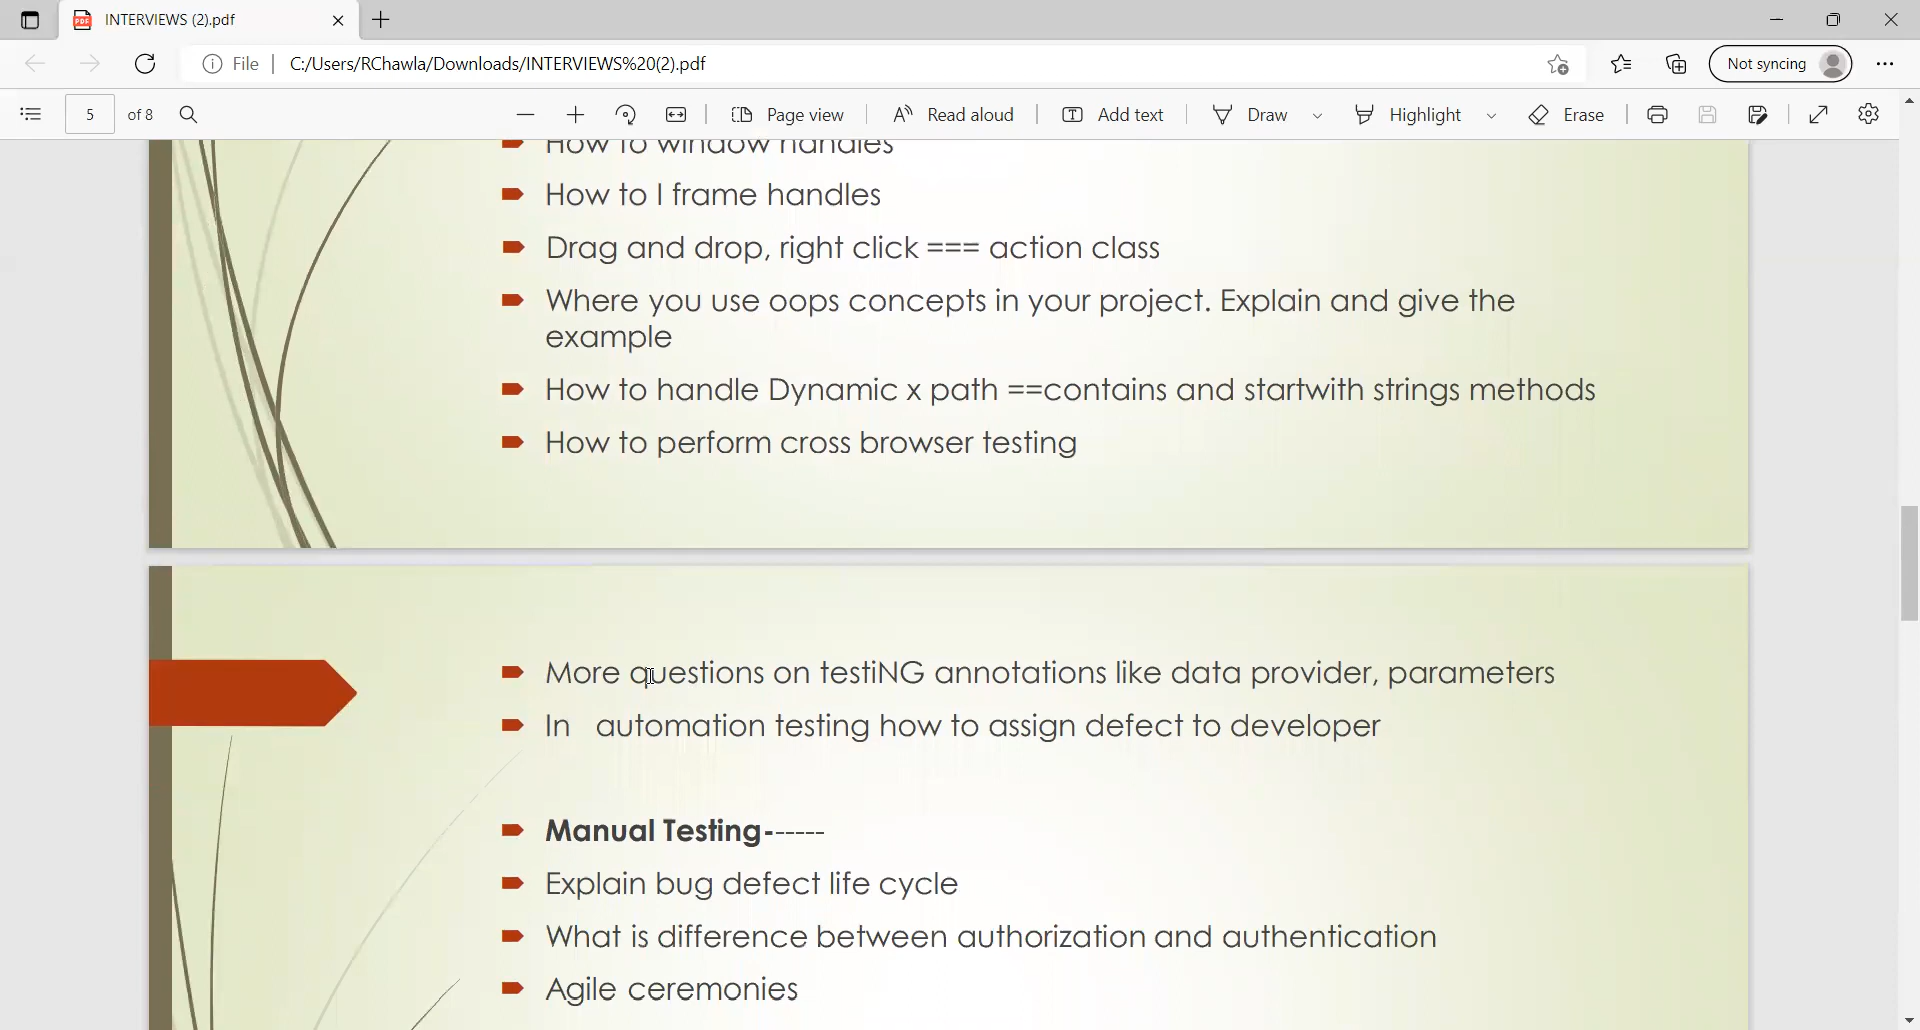 INTERVIEWS (2).pdf
File
C:/Users/RChawla/Downloads/INTERVIEWS%20(2).pdf
Not syncing
5 of 8
Page view
Read aloud
Add text
Draw
Highlight
Erase
How to window handles
How to I frame handles
Drag and drop, right click === action class
Where you use oops concepts in your project. Explain and give the
example
How to handle Dynamic x path ==contains and startwith strings methods
How to perform cross browser testing
More questions on testiNG annotations like data provider, parameters
In   automation testing how to assign defect to developer
Manual Testing------
Explain bug defect life cycle
What is difference between authorization and authentication
Agile ceremonies